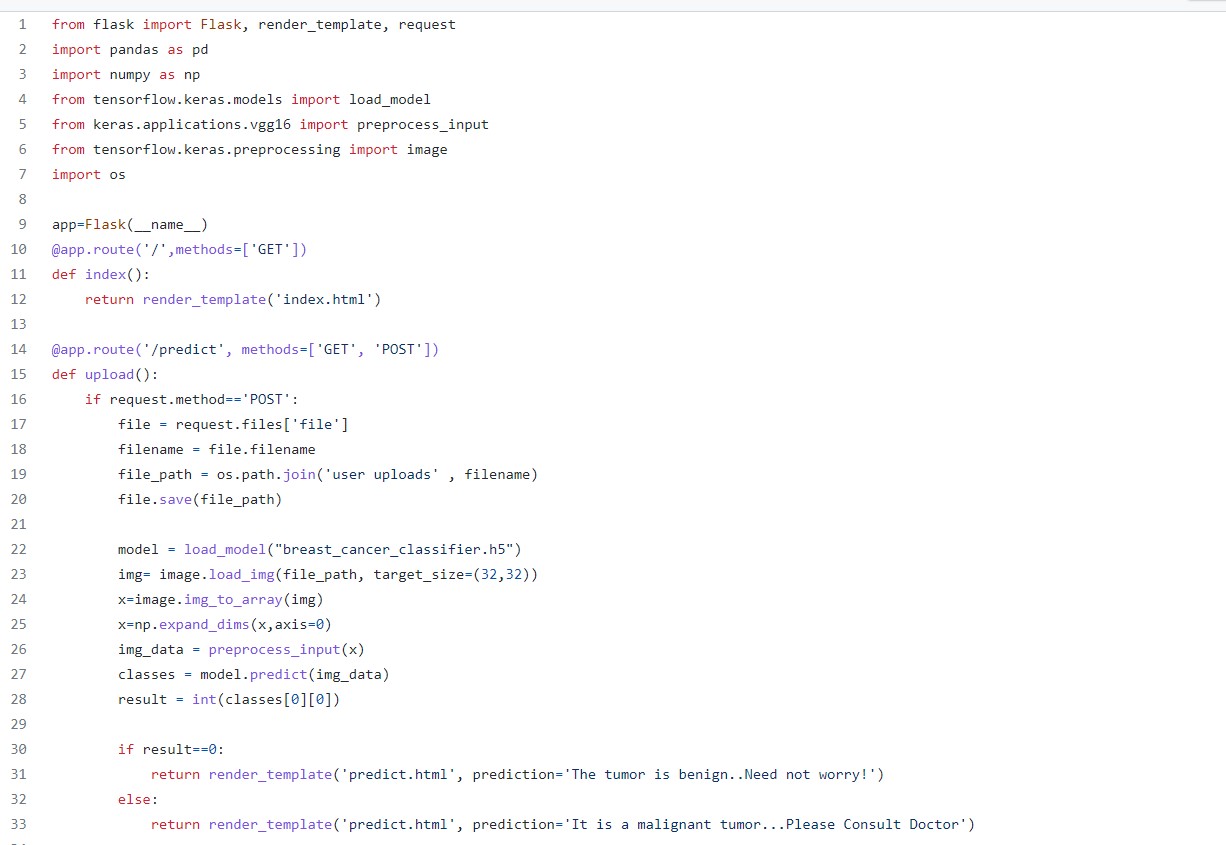 1 from flask import Flask, render_template, request
2 import pandas as pd
3 import numpy as np
4 from tensorflow.keras.models import load_model
5 from keras.applications.vgg16 import preprocess_input
6 from tensorflow.keras.preprocessing import image
7 import os
8
9 app=Flask(__name__)
10 @app.route('/',methods=['GET'])
11 def index():
12     return render_template('index.html')
13
14 @app.route('/predict', methods=['GET', 'POST'])
15 def upload():
16     if request.method=='POST':
17         file = request.files['file']
18         filename = file.filename
19         file_path = os.path.join('user uploads' , filename)
20         file.save(file_path)
21
22         model = load_model("breast_cancer_classifier.h5")
23         img= image.load_img(file_path, target_size=(32,32))
24         x=image.img_to_array(img)
25         x=np.expand_dims(x,axis=0)
26         img_data = preprocess_input(x)
27         classes = model.predict(img_data)
28         result = int(classes[0][0])
29
30         if result==0:
31             return render_template('predict.html', prediction='The tumor is benign..Need not worry!')
32         else:
33             return render_template('predict.html', prediction='It is a malignant tumor...Please Consult Doctor')